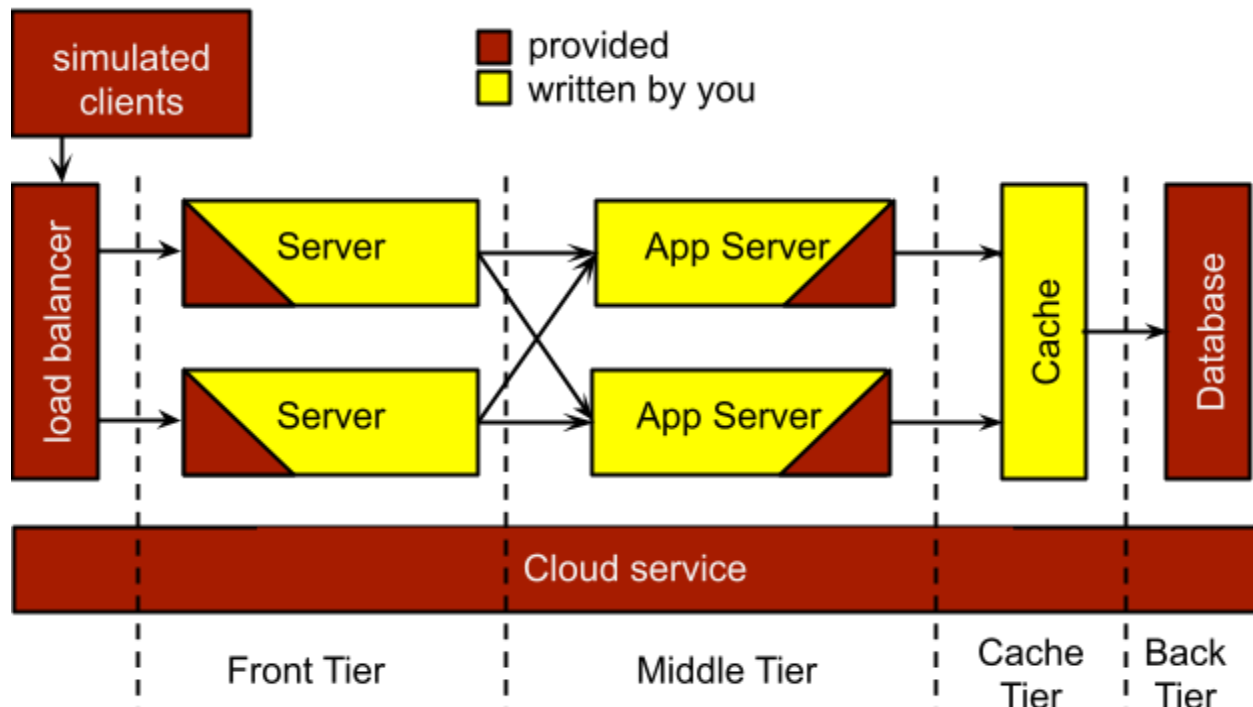 simulated
clients
provided
written by you
load balancer
Server
App Server
Server
App Server
Cache
Database
Cloud service
Front Tier
Middle Tier
Cache
Tier
Back
Tier